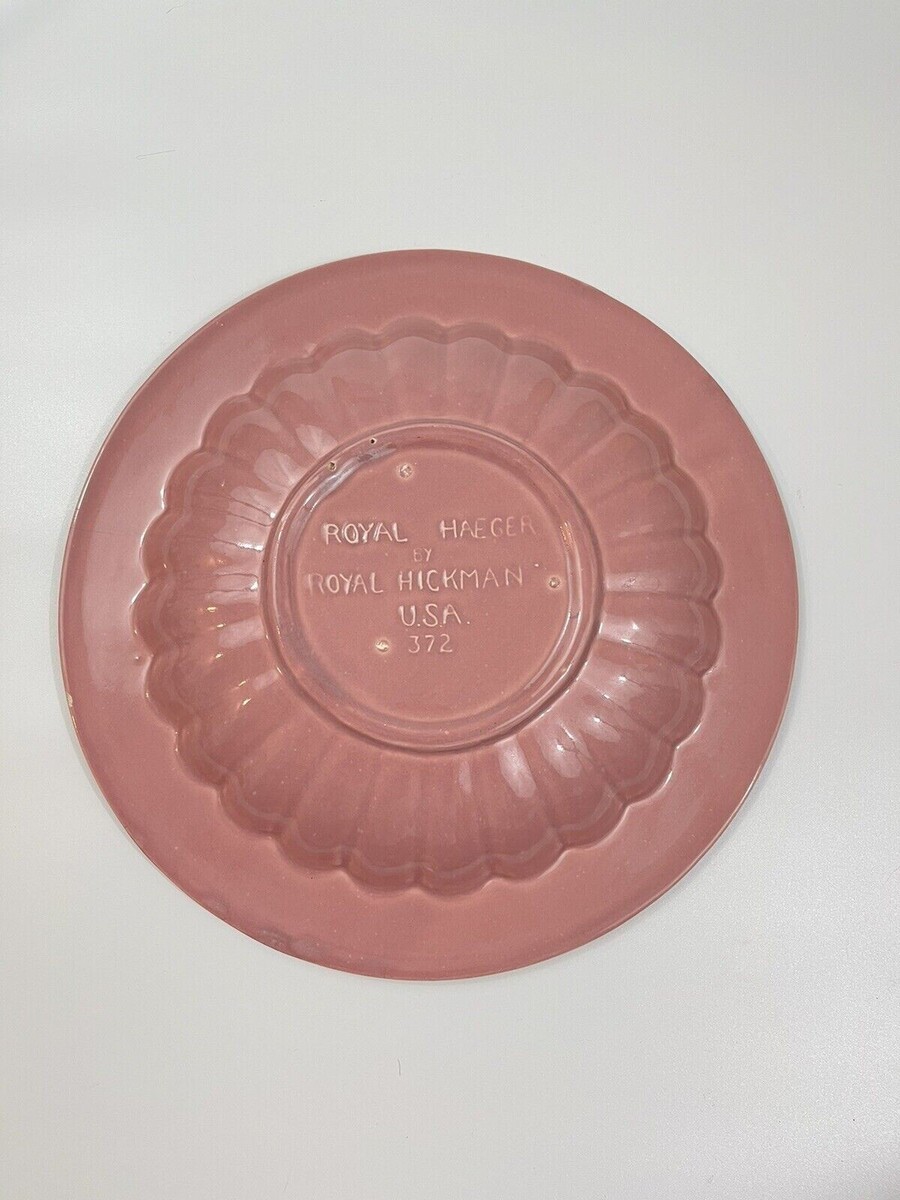 ROYAL HAEGER
BY
ROYAL HICKMAN
U.S.A.
372